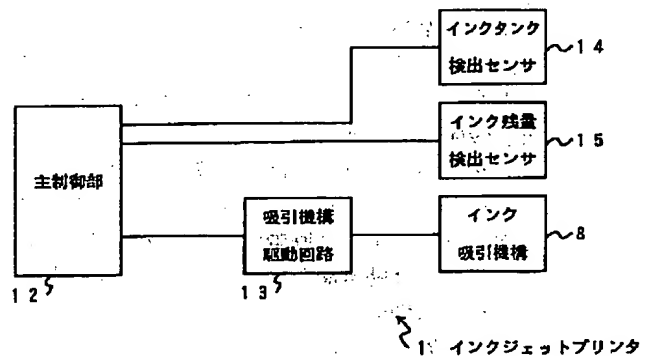 インクタンク
検出センサ
14
インク残量
検出センサ
15
主制御部
12
吸引機構
駆動回路
13
インク
吸引機構
8
1 インクジェットプリンタ